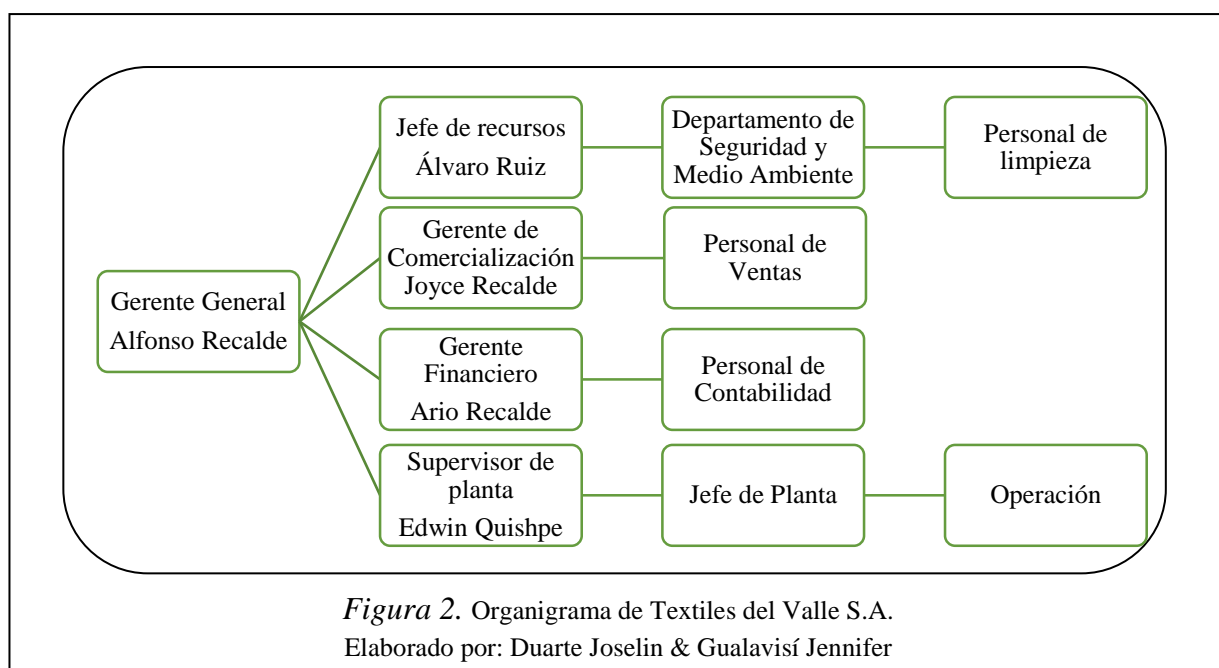 Jefe de recursos
Álvaro Ruiz
Departamento de
Seguridad y
Medio Ambiente
Personal de
limpieza
Gerente de
Comercialización
Joyce Recalde
Personal de
Ventas
Gerente General
Alfonso Recalde
Gerente
Financiero
Ario Recalde
Personal de
Contabilidad
Supervisor de
planta
Edwin Quishpe
Jefe de Planta
Operación
Figura 2. Organigrama de Textiles del Valle S.A.
Elaborado por: Duarte Joselin & Gualavisí Jennifer